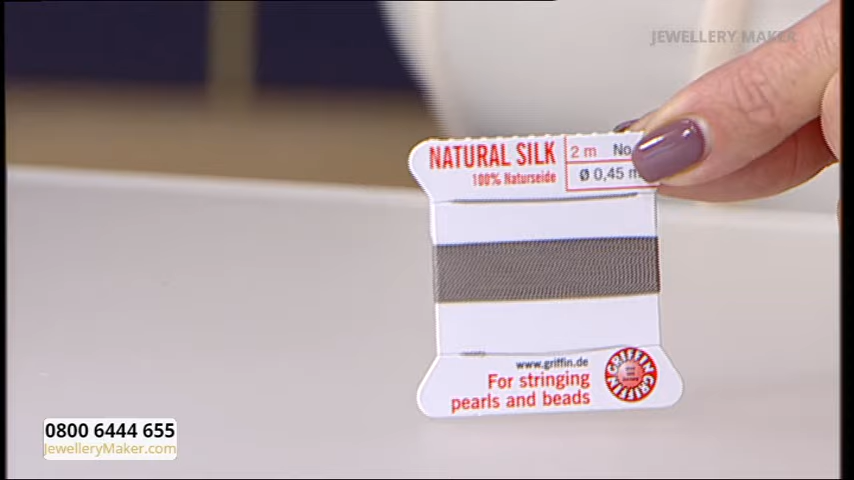 JEWELLERY MAKER
NATURAL SILK
100% Naturseide
2 m No
Ø 0,45 m
www.griffin.de
For stringing
pearls and beads
GRIFFIN GRIFFIN
0800 6444 655
JewelleryMaker.com